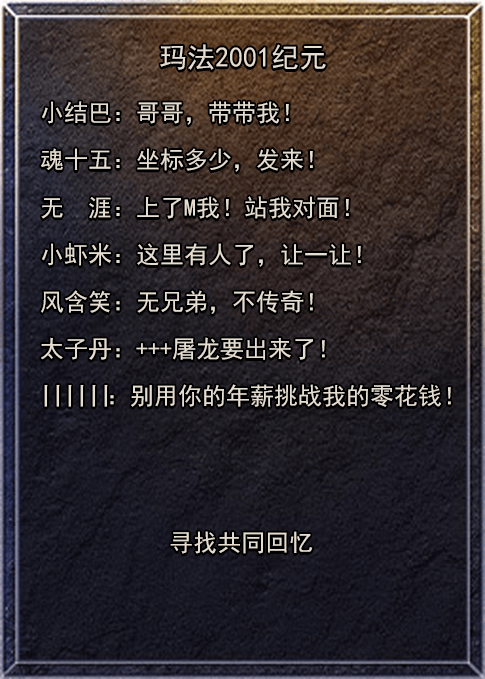 玛法2001纪元
小结巴：哥哥，带带我！
魂十五：坐标多少，发来！
无　涯：上了M我！站我对面！
小虾米：这里有人了，让一让！
风含笑：无兄弟，不传奇！
太子丹：+++屠龙要出来了！
||||||：别用你的年薪挑战我的零花钱！
寻找共同回忆